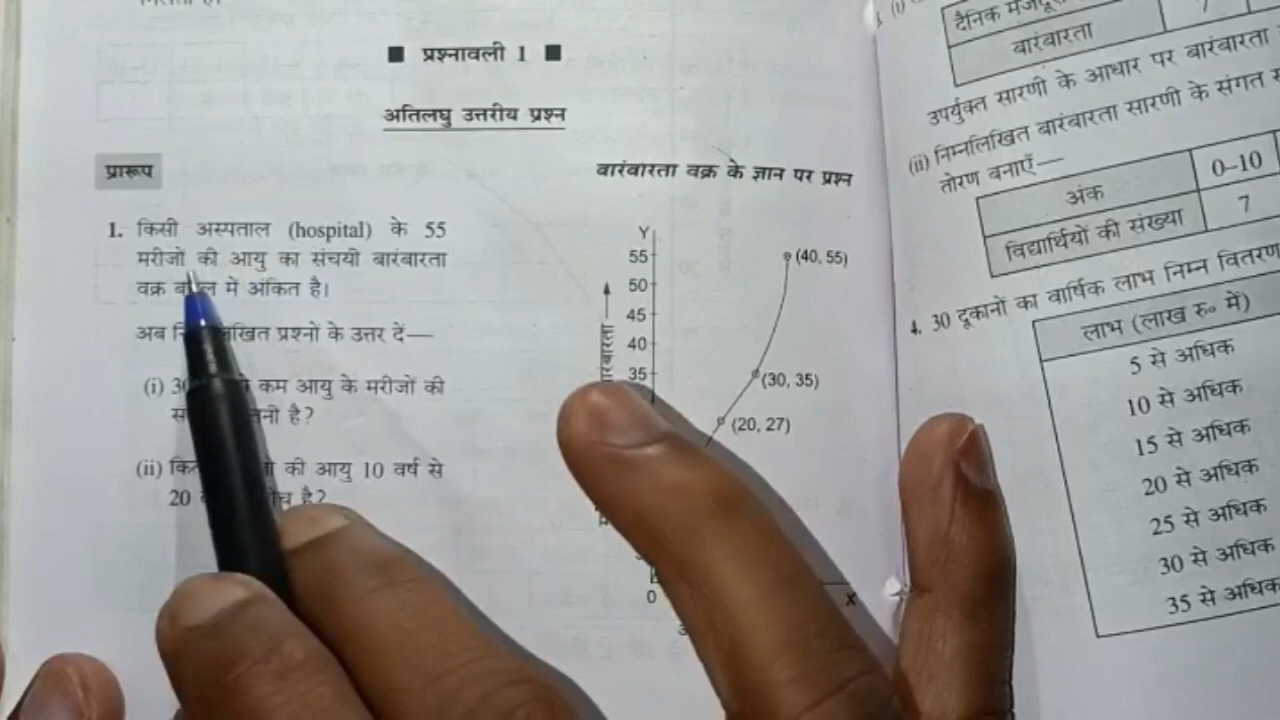 ■ प्रश्नावली 1 ■
अतिलघु उत्तरीय प्रश्न
प्रारूप
बारंबारता वक्र के ज्ञान पर प्रश्न
1. किसी अस्पताल (hospital) के 55
मरीजों की आयु का संचयी बारंबारता
वक्र में अंकित है।
अब प्रश्नों के उत्तर दें—
(i) कम आयु के मरीजों की
है?
(ii) की आयु 10 वर्ष से
20 है?
Y
55
50
45
40
35
0
X
(40, 55)
(30, 35)
(20, 27)
(i)
दैनिक
बारंबारता
7
उपर्युक्त सारणी के आधार पर बारंबारता
(ii) निम्नलिखित बारंबारता सारणी के संगत
तोरण बनाएँ—
अंक 0–10
विद्यार्थियों की संख्या 7
4. 30 दूकानों का वार्षिक लाभ निम्न वितरण
लाभ (लाख रु० में)
5 से अधिक
10 से अधिक
15 से अधिक
20 से अधिक
25 से अधिक
30 से अधिक
35 से अधिक